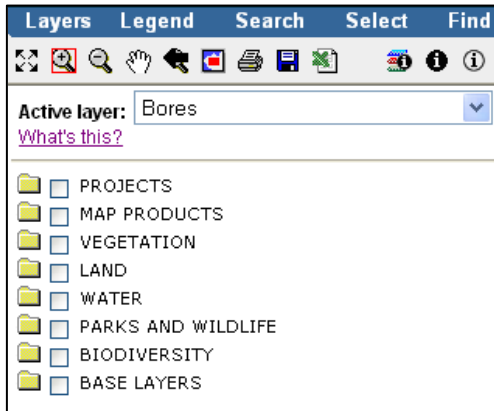 Layers Legend Search Select Find
Active layer: Bores
What's this?
PROJECTS
MAP PRODUCTS
VEGETATION
LAND
WATER
PARKS AND WILDLIFE
BIODIVERSITY
BASE LAYERS